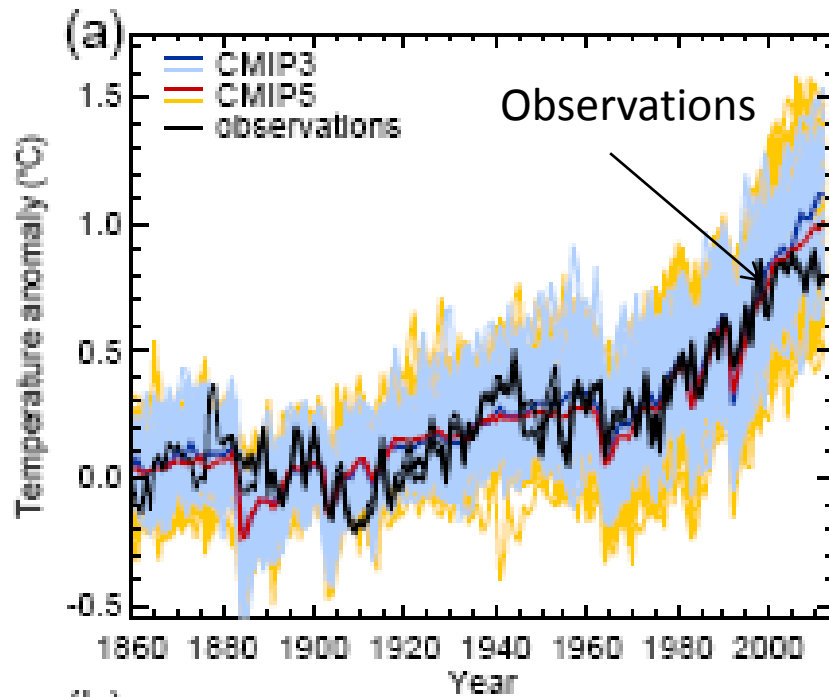 (a)
CMIP3
CMIP5
observations
Observations
Temperature anomaly (°C)
1.5
1.0
0.5
0.0
-0.5
1860 1880 1900 1920 1940 1960 1980 2000
Year